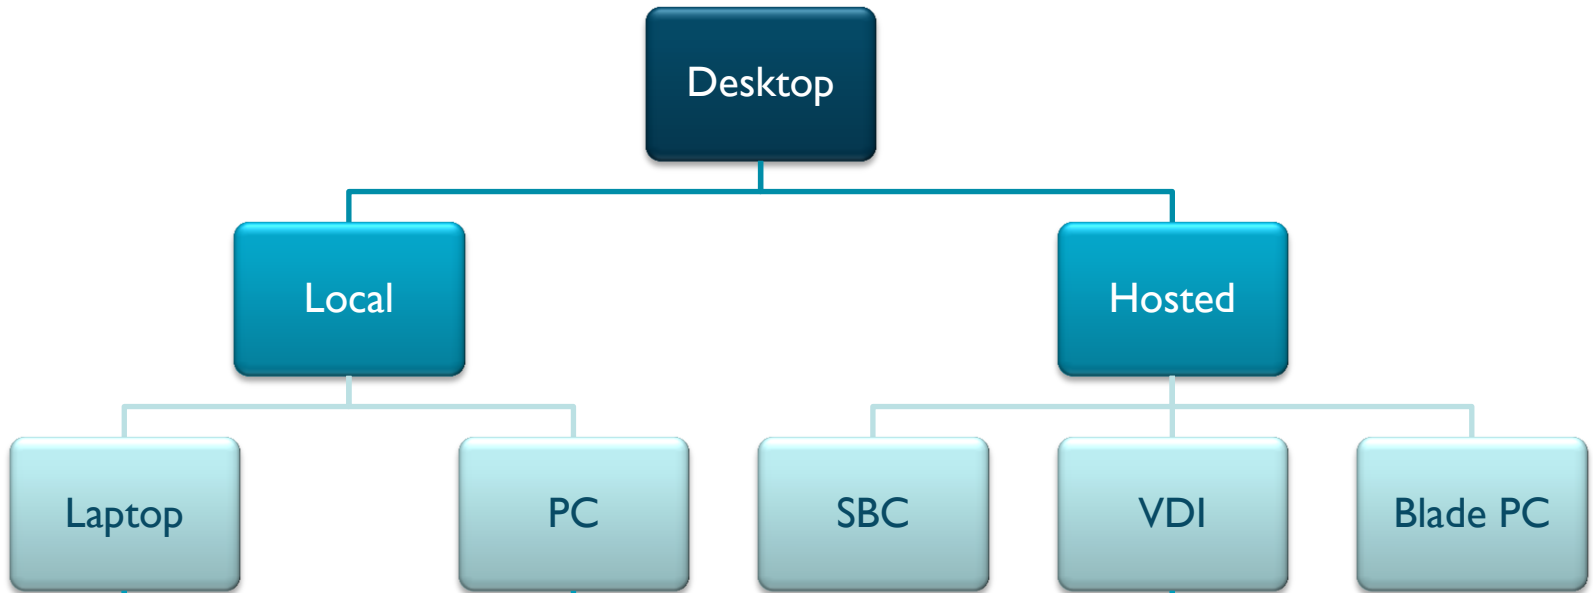 Desktop
Local
Hosted
Laptop
PC
SBC
VDI
Blade PC